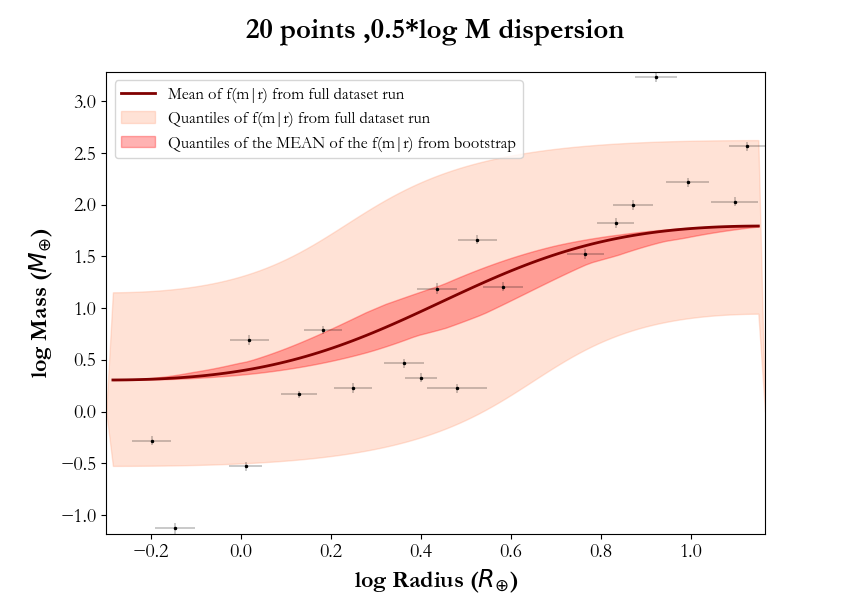 20 points ,0.5*log M dispersion
Mean of f(m|r) from full dataset run
Quantiles of f(m|r) from full dataset run
Quantiles of the MEAN of the f(m|r) from bootstrap
log Mass (M⊕)
3.0
2.5
2.0
1.5
1.0
0.5
0.0
−0.5
−1.0
−0.2 0.0 0.2 0.4 0.6 0.8 1.0
log Radius (R⊕)